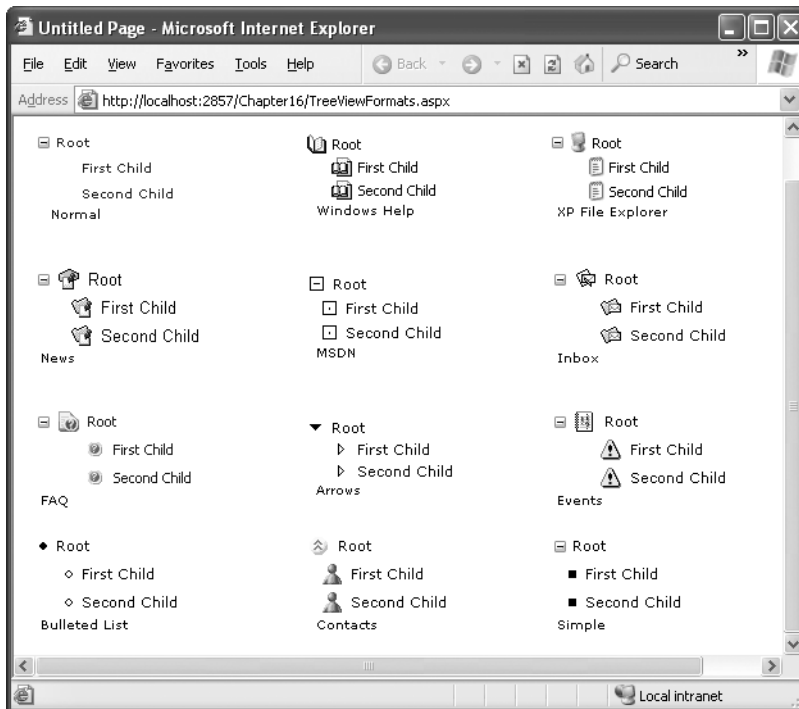 Untitled Page - Microsoft Internet Explorer
File Edit View Favorites Tools Help Back Search »
Address http://localhost:2857/Chapter16/TreeViewFormats.aspx
Root
First Child
Second Child
Normal
Root
First Child
Second Child
Windows Help
Root
First Child
Second Child
XP File Explorer
Root
First Child
Second Child
News
Root
First Child
Second Child
MSDN
Root
First Child
Second Child
Inbox
Root
First Child
Second Child
FAQ
Root
First Child
Second Child
Arrows
Root
First Child
Second Child
Events
Root
First Child
Second Child
Bulleted List
Root
First Child
Second Child
Contacts
Root
First Child
Second Child
Simple
Local intranet